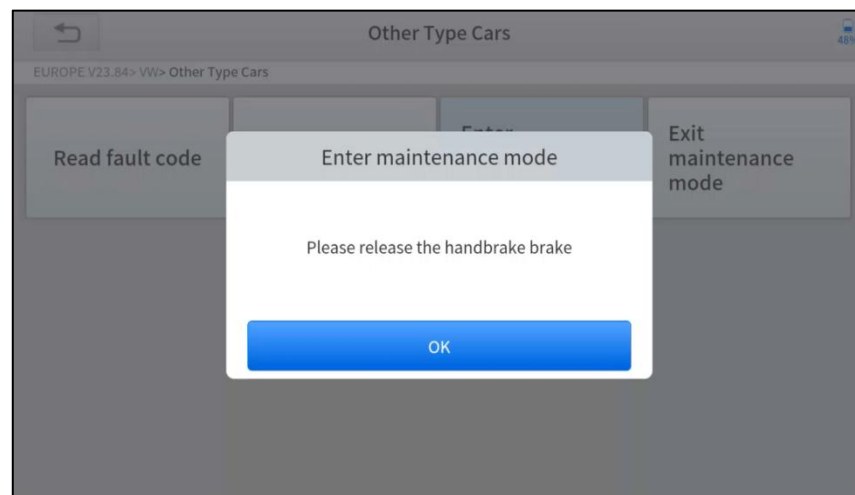 Other Type Cars
48%
EUROPE V23.84> VW> Other Type Cars
Read fault code
Enter
Exit
maintenance
mode
Enter maintenance mode
Please release the handbrake brake
OK